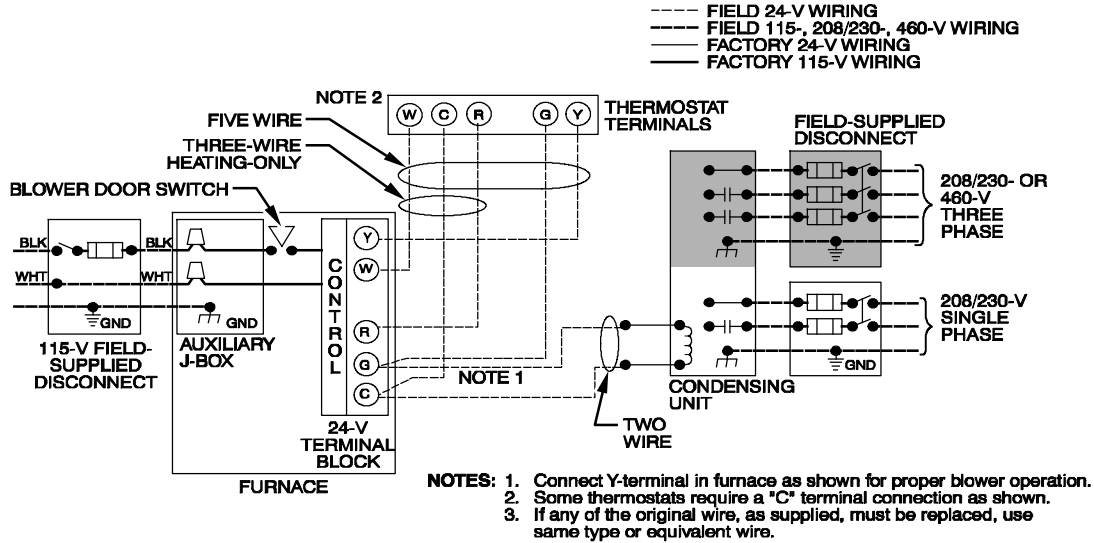 FIELD 24-V WIRING
FIELD 115-, 208/230-, 460-V WIRING
FACTORY 24-V WIRING
FACTORY 115-V WIRING
NOTE 2
W C R G Y
THERMOSTAT
TERMINALS
FIVE WIRE
THREE-WIRE
HEATING-ONLY
BLOWER DOOR SWITCH
FIELD-SUPPLIED
DISCONNECT
208/230- OR
460-V
THREE
PHASE
BLK
BLK
WHT
WHT
GND
GND
115-V FIELD-
SUPPLIED
DISCONNECT
AUXILIARY
J-BOX
CONTROL
Y
W
R
G
C
24-V
TERMINAL
BLOCK
FURNACE
NOTE 1
TWO
WIRE
CONDENSING
UNIT
208/230-V
SINGLE
PHASE
GND
NOTES: 1. Connect Y-terminal in furnace as shown for proper blower operation.
2. Some thermostats require a "C" terminal connection as shown.
3. If any of the original wire, as supplied, must be replaced, use
same type or equivalent wire.